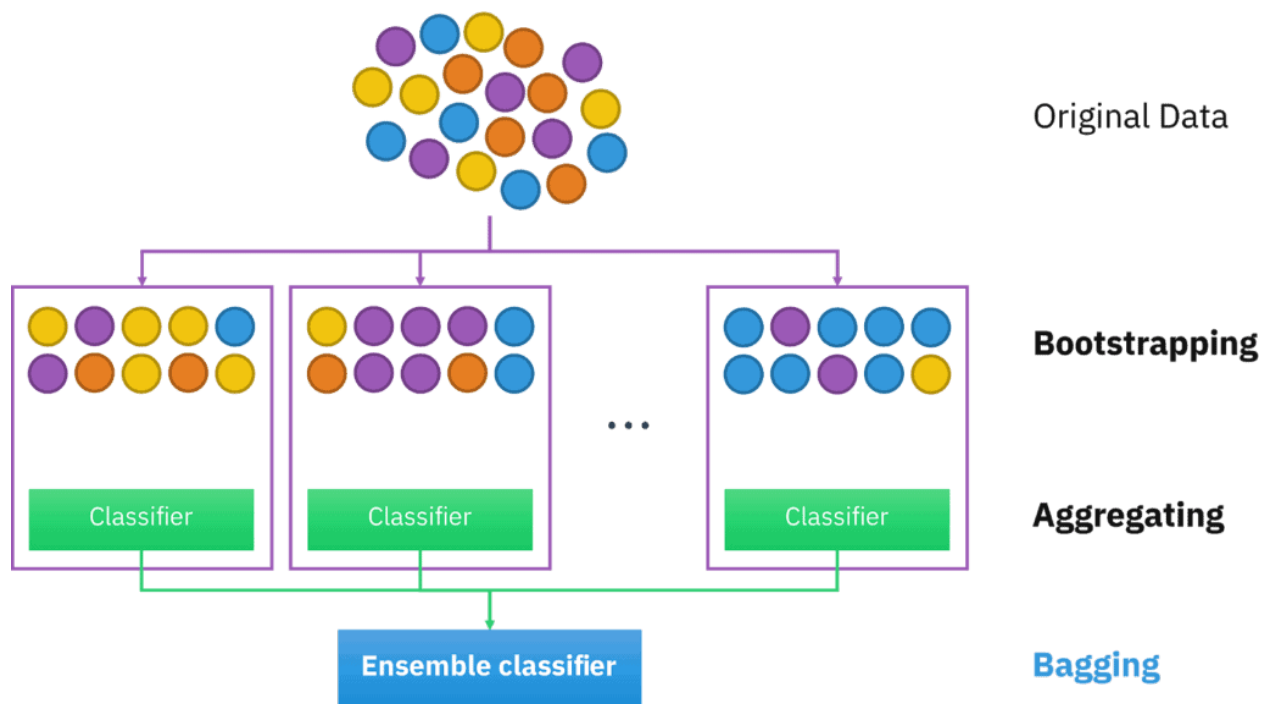 Original Data
Bootstrapping
...
Classifier
Classifier
Classifier
Aggregating
Ensemble classifier
Bagging